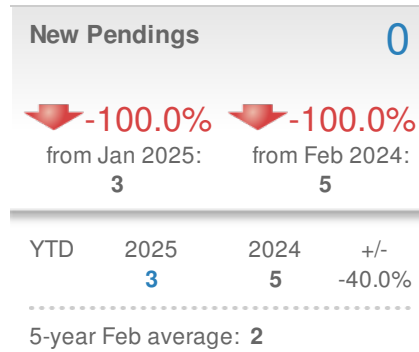 New Pendings 0
-100.0% -100.0%
from Jan 2025: from Feb 2024:
3 5
YTD 2025 2024 +/-
3 5 -40.0%
5-year Feb average: 2